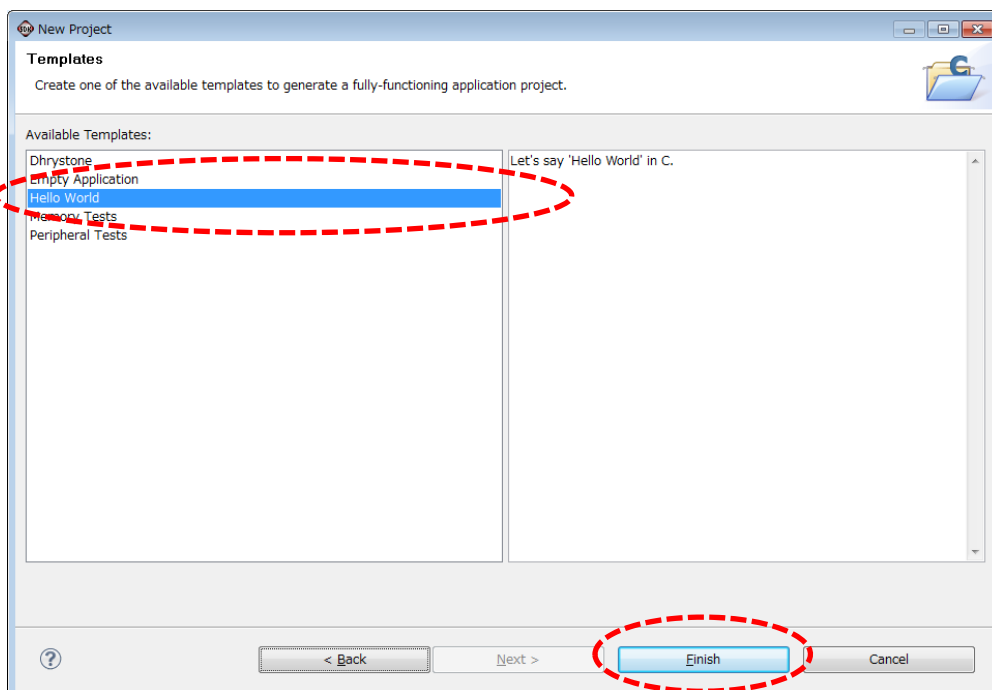 New Project
Templates
Create one of the available templates to generate a fully-functioning application project.
Available Templates:
Dhrystone
Empty Application
Hello World
Memory Tests
Peripheral Tests
Let's say 'Hello World' in C.
< Back
Next >
Finish
Cancel